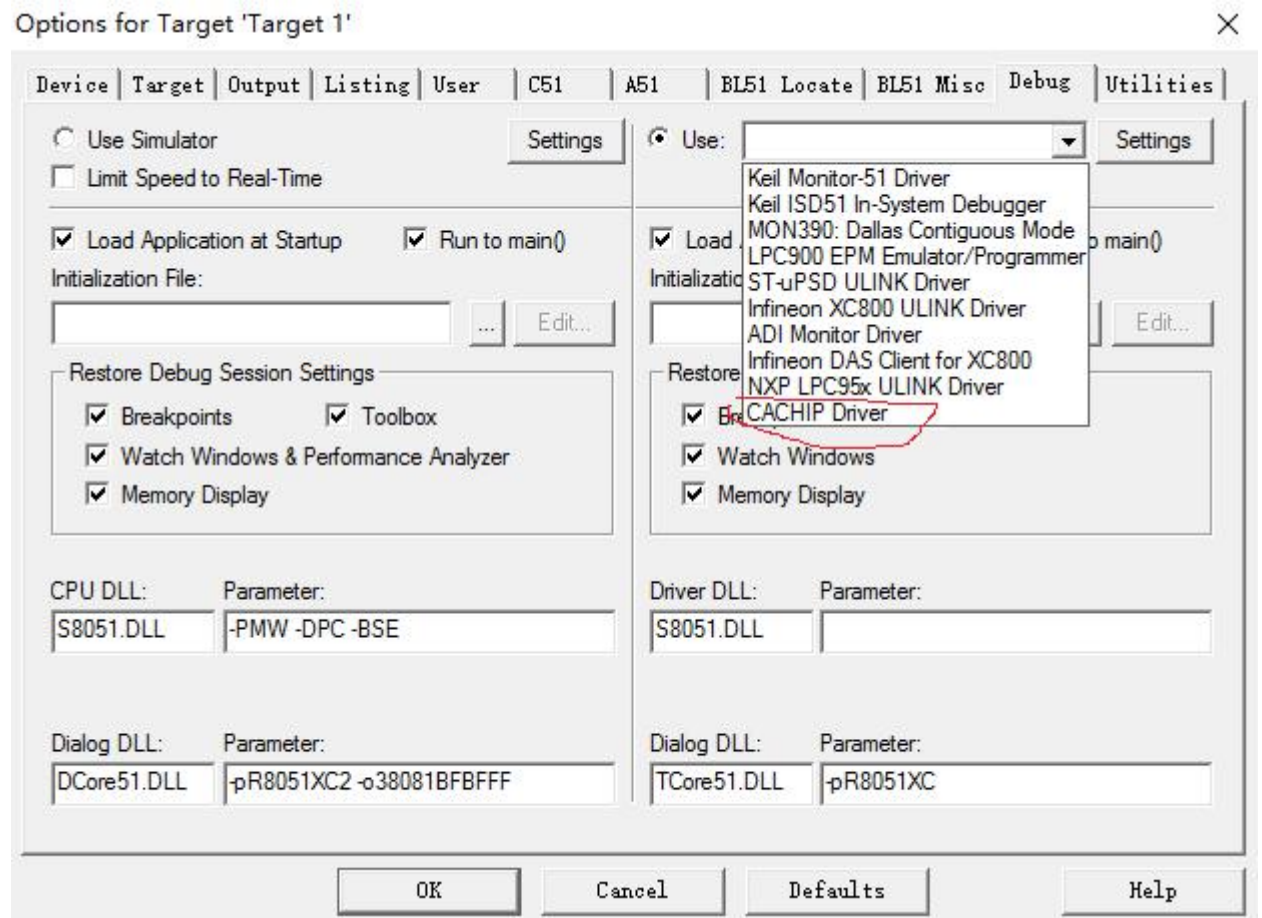 Options for Target 'Target 1'
Device Target Output Listing User C51 A51 BL51 Locate BL51 Misc Debug Utilities
Use Simulator Settings Use: Settings
Limit Speed to Real-Time
Keil Monitor-51 Driver
Keil ISD51 In-System Debugger
MON390: Dallas Contiguous Mode
LPC900 EPM Emulator/Programmer
ST-uPSD ULINK Driver
Infineon XC800 ULINK Driver
ADI Monitor Driver
Infineon DAS Client for XC800
NXP LPC95x ULINK Driver
CACHIP Driver
Load Application at Startup Run to main() Load main()
Initialization File:
... Edit... Edit...
Restore Debug Session Settings Restore
Breakpoints Toolbox
Watch Windows & Performance Analyzer Watch Windows
Memory Display Memory Display
CPU DLL: Parameter: Driver DLL: Parameter:
S8051.DLL -PMW -DPC -BSE S8051.DLL
Dialog DLL: Parameter: Dialog DLL: Parameter:
DCore51.DLL -pR8051XC2 -o38081BFBFFF TCore51.DLL -pR8051XC
OK Cancel Defaults Help